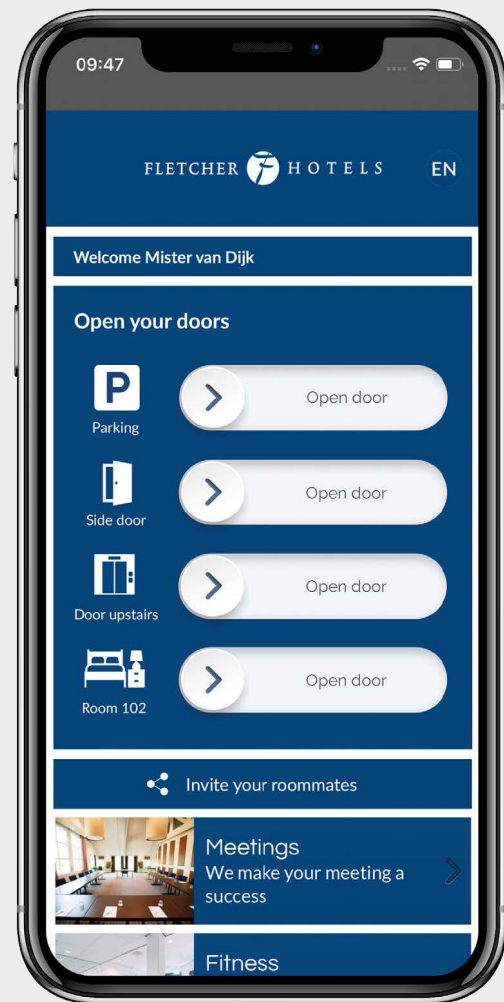 09:47
FLETCHER HOTELS
EN
Welcome Mister van Dijk
Open your doors
P
Open door
Parking
Open door
Side door
Open door
Door upstairs
Open door
Room 102
Invite your roommates
Meetings
We make your meeting a
success
Fitness